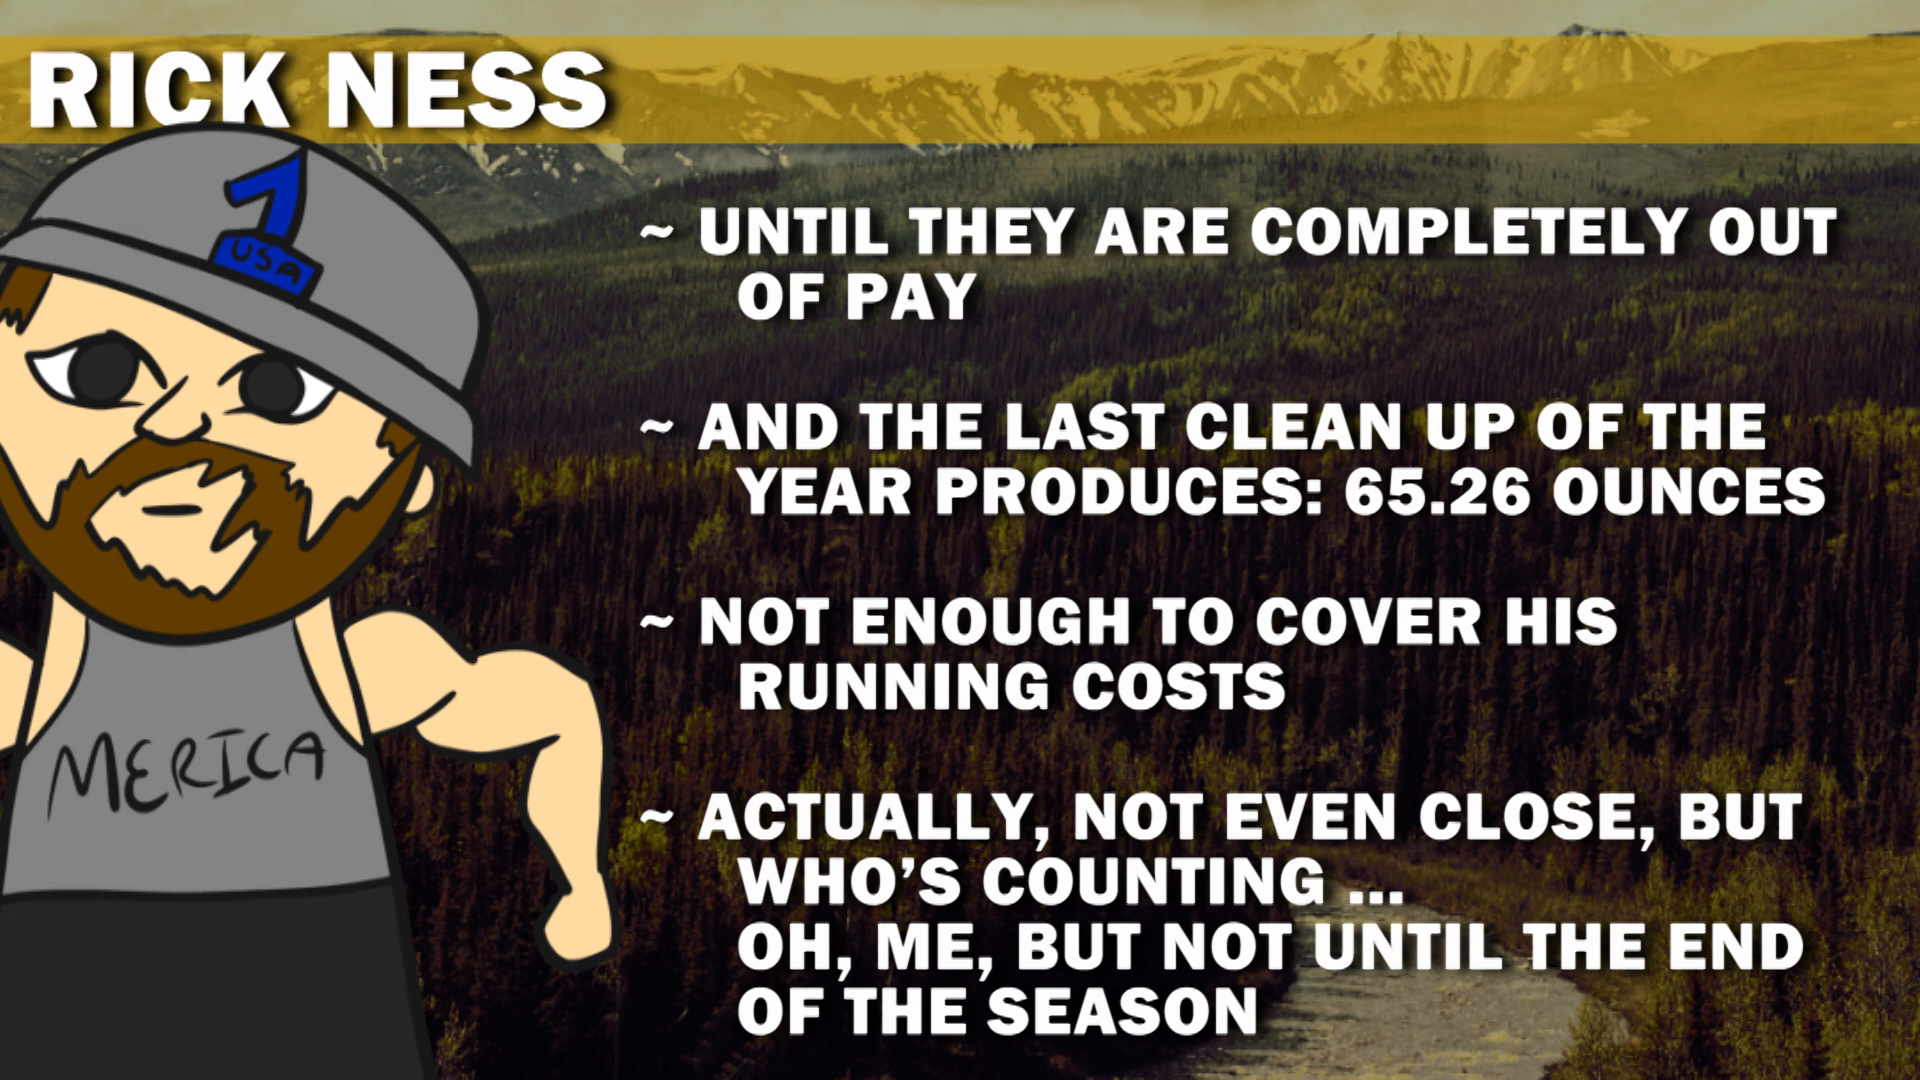 RICK NESS
1
USA
MERICA
~ UNTIL THEY ARE COMPLETELY OUT
OF PAY
~ AND THE LAST CLEAN UP OF THE
YEAR PRODUCES: 65.26 OUNCES
~ NOT ENOUGH TO COVER HIS
RUNNING COSTS
~ ACTUALLY, NOT EVEN CLOSE, BUT
WHO’S COUNTING ...
OH, ME, BUT NOT UNTIL THE END
OF THE SEASON